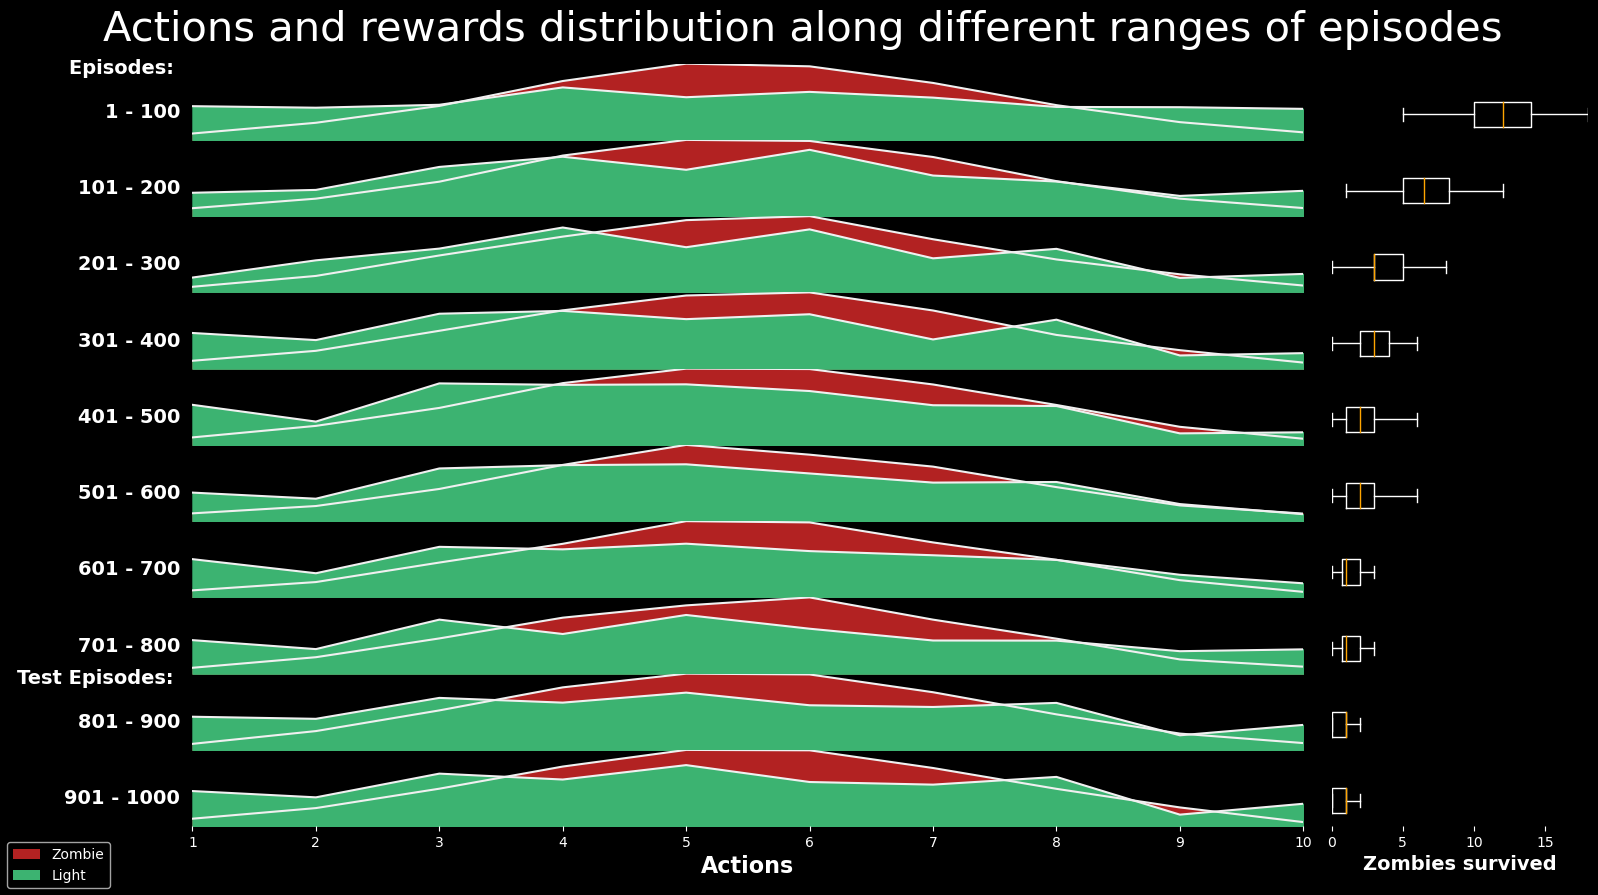 Actions and rewards distribution along different ranges of episodes
Episodes:
1 - 100
101 - 200
201 - 300
301 - 400
401 - 500
501 - 600
601 - 700
701 - 800
Test Episodes:
801 - 900
901 - 1000
1 2 3 4 5 6 7 8 9 10
0 5 10 15
Actions
Zombies survived
Zombie
Light